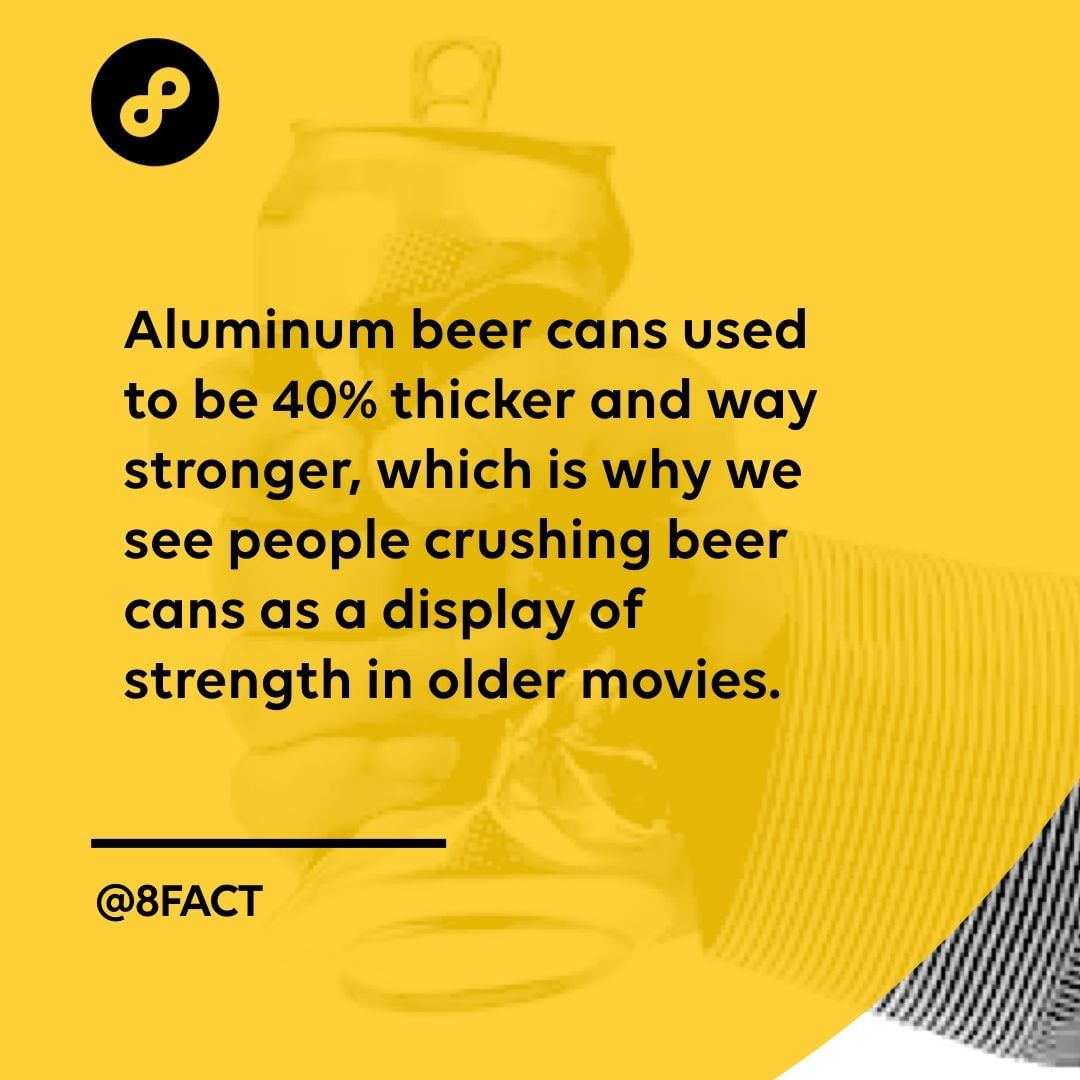 Aluminum beer cans used
to be 40% thicker and way
stronger, which is why we
see people crushing beer
cans as a display of
strength in older movies.
@8FACT